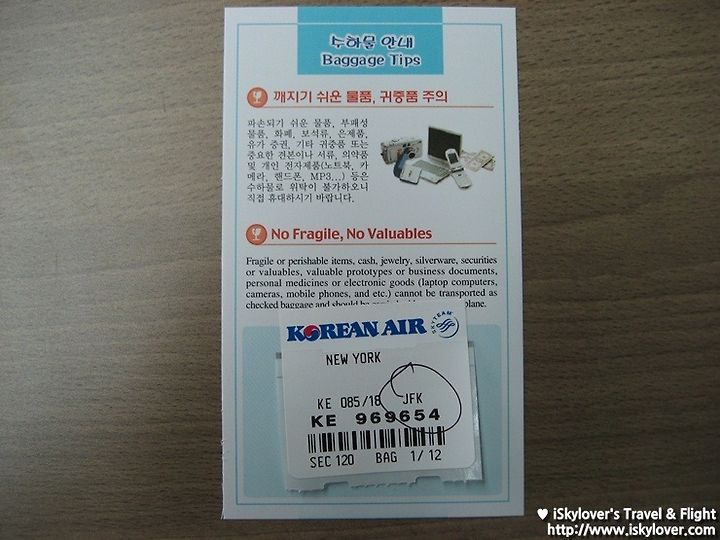 수하물 안내
Baggage Tips
깨지기 쉬운 물품, 귀중품 주의
파손되기 쉬운 물품, 부패성
물품, 화폐, 보석류, 은제품,
유가 증권, 기타 귀중품 또는
중요한 견본이나 서류, 의약품
및 개인 전자제품(노트북, 카
메라, 핸드폰, MP3...) 등은
수하물로 위탁이 불가하오니
직접 휴대하시기 바랍니다.
No Fragile, No Valuables
Fragile or perishable items, cash, jewelry, silverware, securities
or valuables, valuable prototypes or business documents,
personal medicines or electronic goods (laptop computers,
cameras, mobile phones, and etc.) cannot be transported as
checked baggage and should be plane.
KOREAN AIR
SKYTEAM
NEW YORK
KE 085/18 JFK
KE 969654
SEC 120 BAG 1/12
♥ iSkylover's Travel & Flight
http://www.iskylover.com